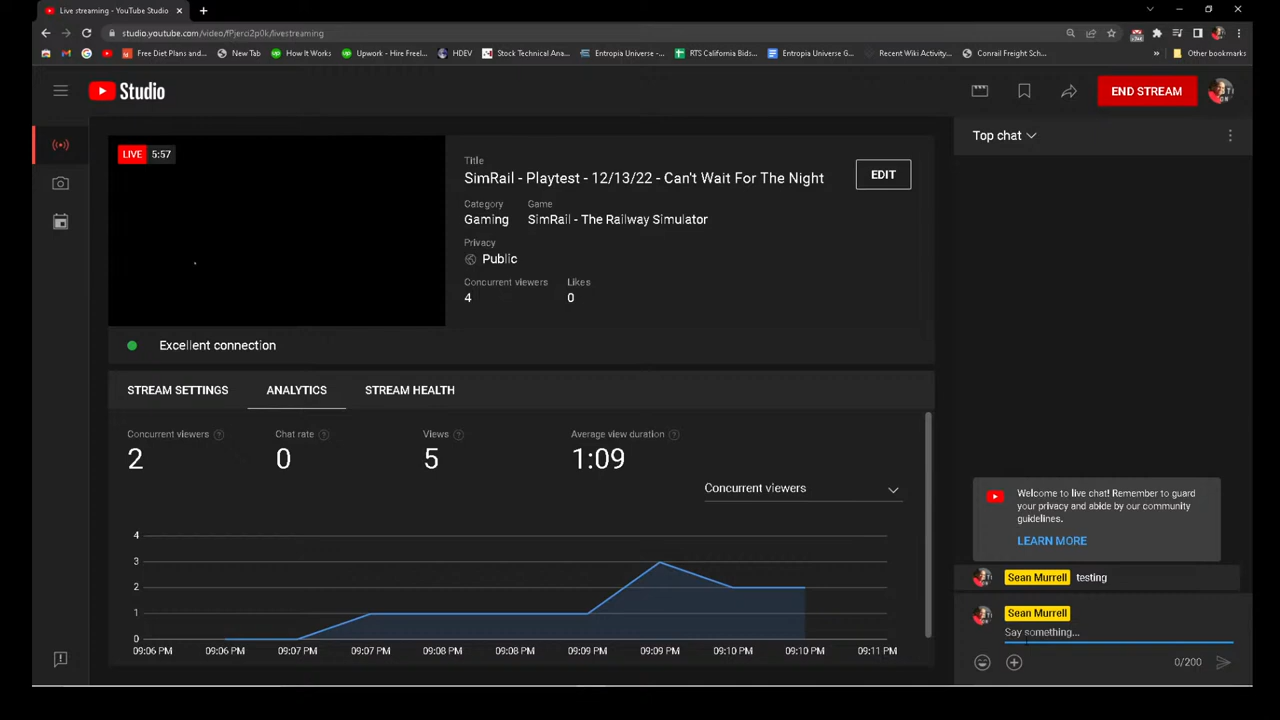 Live streaming - YouTube Studio
studio.youtube.com/video/fPjerci2p0k/livestreaming
Free Diet Plans and... New Tab How It Works Upwork - Hire Freel... HDEV Stock Technical Ana... Entropia Universe -... RTS California Bids... Entropia Universe G... Recent Wiki Activity... Conrail Freight Sch... » Other bookmarks
Studio
END STREAM
Top chat
LIVE 5:57
Title
SimRail - Playtest - 12/13/22 - Can't Wait For The Night
EDIT
Category Game
Gaming SimRail - The Railway Simulator
Privacy
Public
Concurrent viewers Likes
4 0
Excellent connection
STREAM SETTINGS ANALYTICS STREAM HEALTH
Concurrent viewers Chat rate Views Average view duration
2 0 5 1:09
Concurrent viewers
4
3
2
1
0
09:06 PM 09:06 PM 09:07 PM 09:07 PM 09:08 PM 09:08 PM 09:09 PM 09:09 PM 09:10 PM 09:10 PM 09:11 PM
Welcome to live chat! Remember to guard
your privacy and abide by our community
guidelines.
LEARN MORE
Sean Murrell testing
Sean Murrell
Say something...
0/200